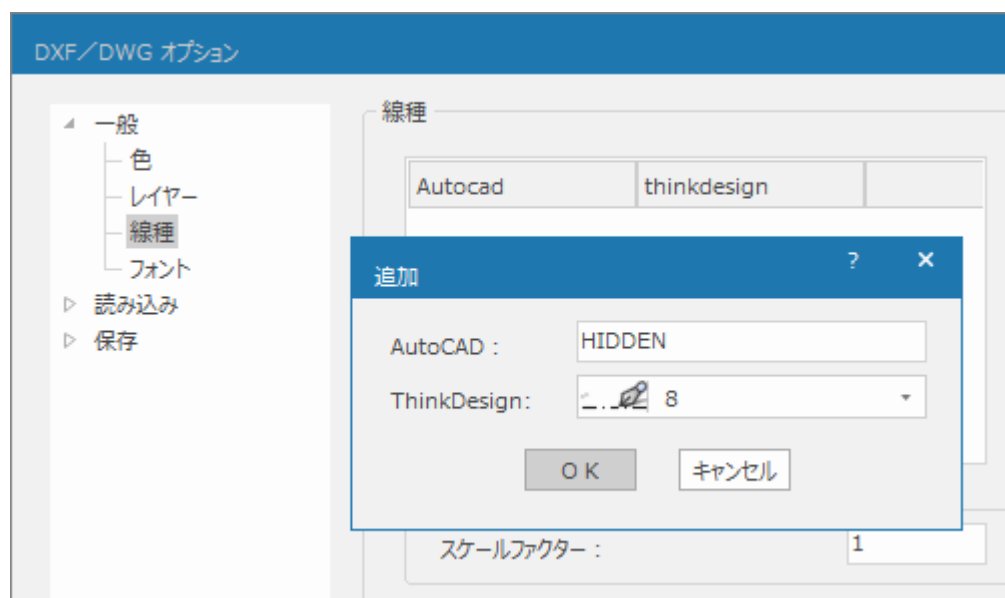 DXF／DWG オプション
一般
色
レイヤー
線種
フォント
読み込み
保存
線種
Autocad thinkdesign
追加 ? ×
AutoCAD : HIDDEN
ThinkDesign: 8
OK キャンセル
スケールファクター : 1